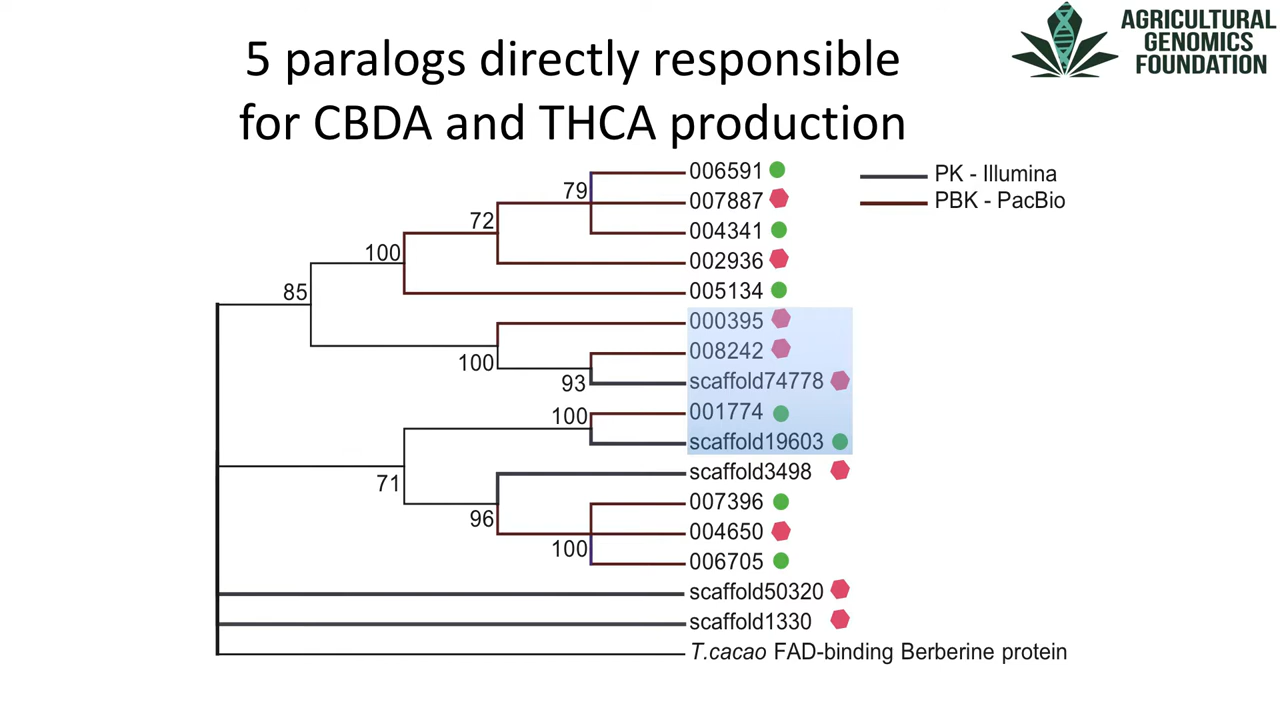 5 paralogs directly responsible
for CBDA and THCA production
AGRICULTURAL
GENOMICS
FOUNDATION
PK - Illumina
PBK - PacBio
79
72
100
85
100
93
100
71
96
100
006591
007887
004341
002936
005134
000395
008242
scaffold74778
001774
scaffold19603
scaffold3498
007396
004650
006705
scaffold50320
scaffold1330
T.cacao FAD-binding Berberine protein